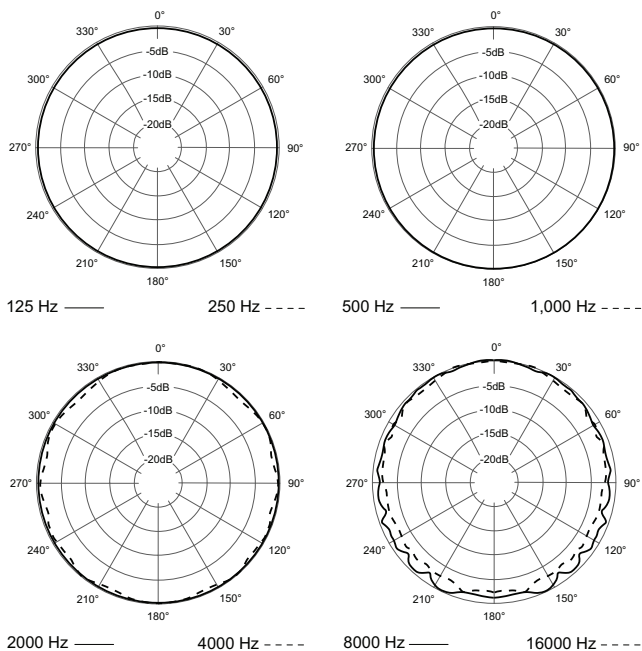 0° 0°
330° 30° 330° 30°
-5dB -5dB
300° 60° 300° 60°
-10dB -10dB
-15dB -15dB
-20dB -20dB
270° 90° 270° 90°
240° 120° 240° 120°
210° 150° 210° 150°
180° 180°
125 Hz 250 Hz 500 Hz 1,000 Hz
0° 0°
330° 30° 330° 30°
-5dB -5dB
300° 60° 300° 60°
-10dB -10dB
-15dB -15dB
-20dB -20dB
270° 90° 270° 90°
240° 120° 240° 120°
210° 150° 210° 150°
180° 180°
2000 Hz 4000 Hz 8000 Hz 16000 Hz